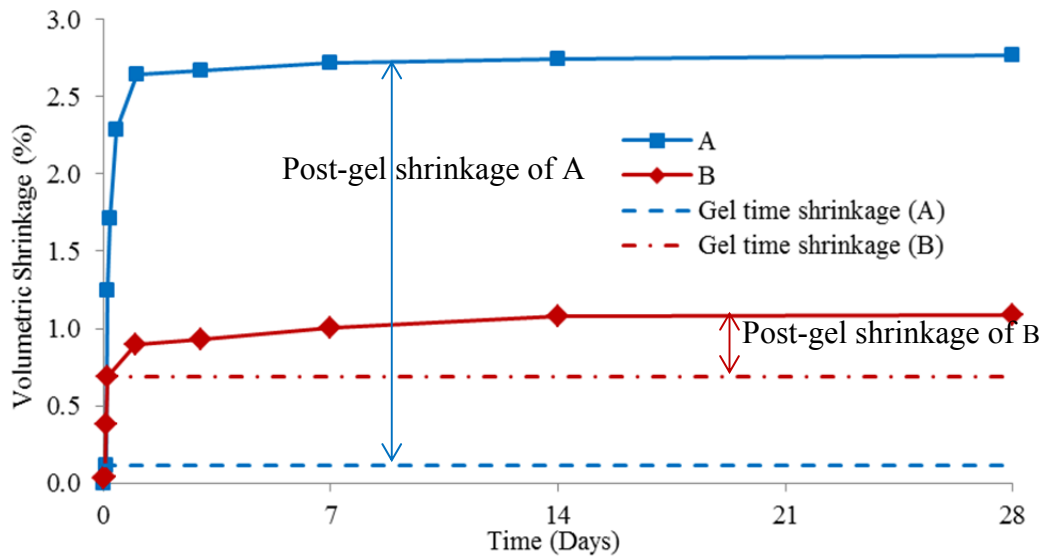 3.0
2.5
2.0
1.5
1.0
0.5
0.0
Volumetric Shrinkage (%)
Post-gel shrinkage of A
A
B
Gel time shrinkage (A)
Gel time shrinkage (B)
Post-gel shrinkage of B
0
7
14
21
28
Time (Days)